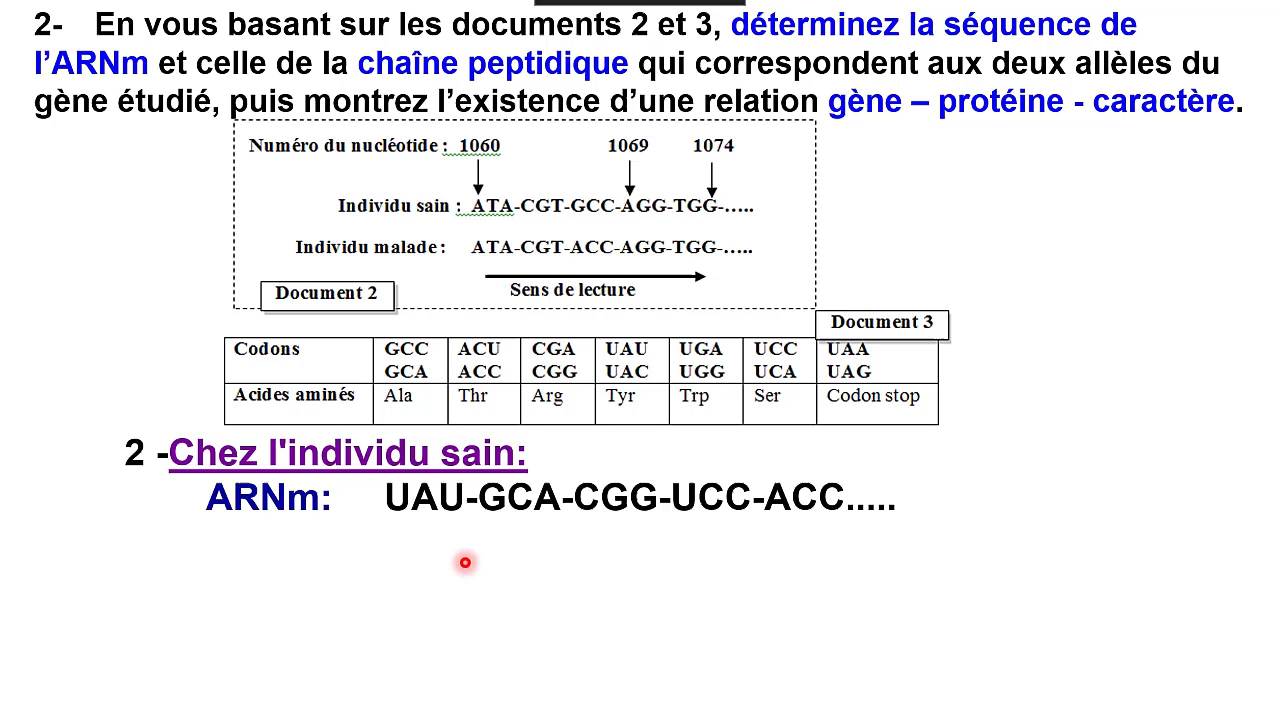 2- En vous basant sur les documents 2 et 3, déterminez la séquence de
l’ARNm et celle de la chaîne peptidique qui correspondent aux deux allèles du
gène étudié, puis montrez l’existence d’une relation gène – protéine - caractère.
Numéro du nucléotide : 1060 1069 1074
Individu sain : ATA-CGT-GCC-AGG-TGG-.....
Individu malade : ATA-CGT-ACC-AGG-TGG-.....
Sens de lecture
Document 2
Document 3
Codons GCC ACU CGA UAU UGA UCC UAA
GCA ACC CGG UAC UGG UCA UAG
Acides aminés Ala Thr Arg Tyr Trp Ser Codon stop
2 -Chez l'individu sain:
ARNm: UAU-GCA-CGG-UCC-ACC.....